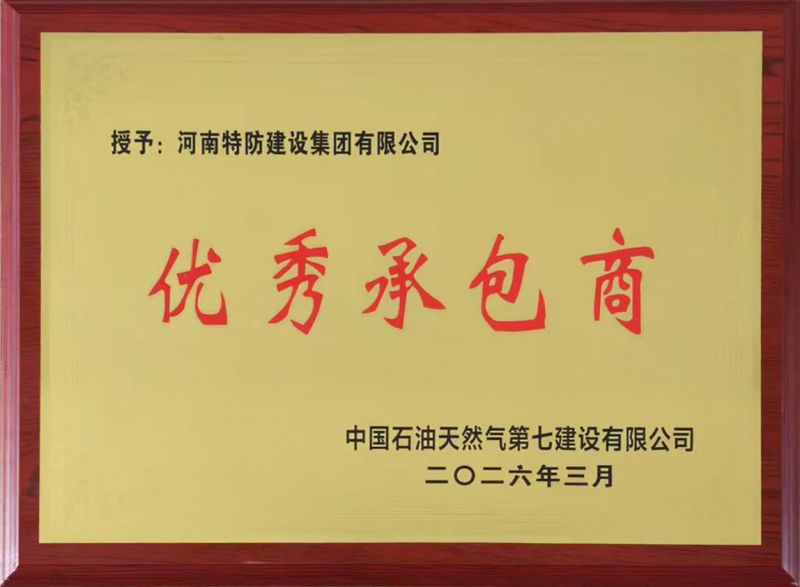 授予：河南特防建设集团有限公司
优秀承包商
中国石油天然气第七建设有限公司
二〇二六年三月